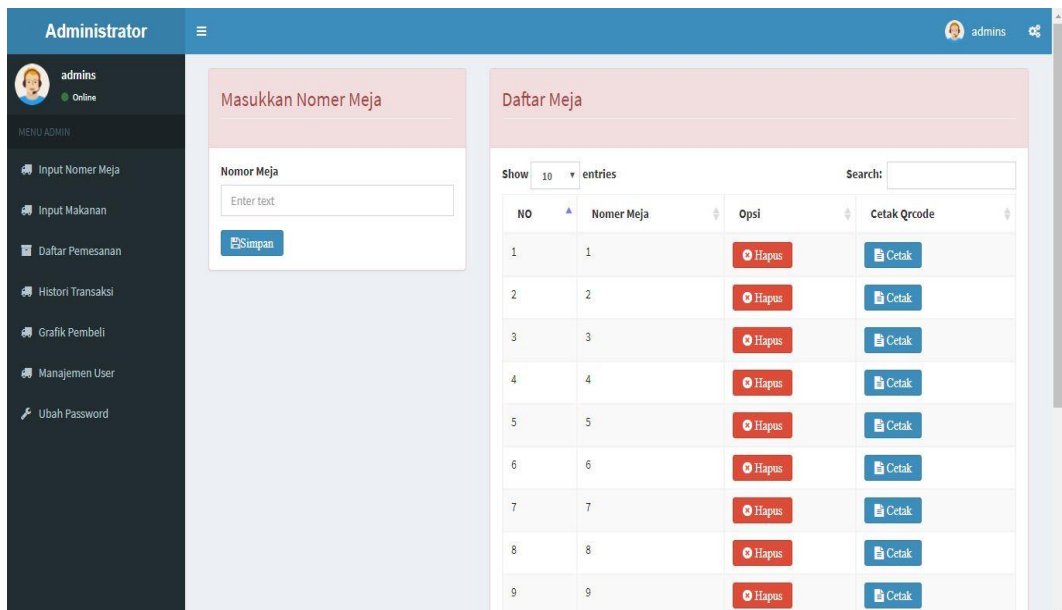 Administrator
admins
admins
Online
MENU ADMIN
Input Nomer Meja
Input Makanan
Daftar Pemesanan
Histori Transaksi
Grafik Pembeli
Manajemen User
Ubah Password
Masukkan Nomer Meja
Nomor Meja
Enter text
Simpan
Daftar Meja
Show 10 entries Search:
NO Nomer Meja Opsi Cetak Qrcode
1 1 Hapus Cetak
2 2 Hapus Cetak
3 3 Hapus Cetak
4 4 Hapus Cetak
5 5 Hapus Cetak
6 6 Hapus Cetak
7 7 Hapus Cetak
8 8 Hapus Cetak
9 9 Hapus Cetak